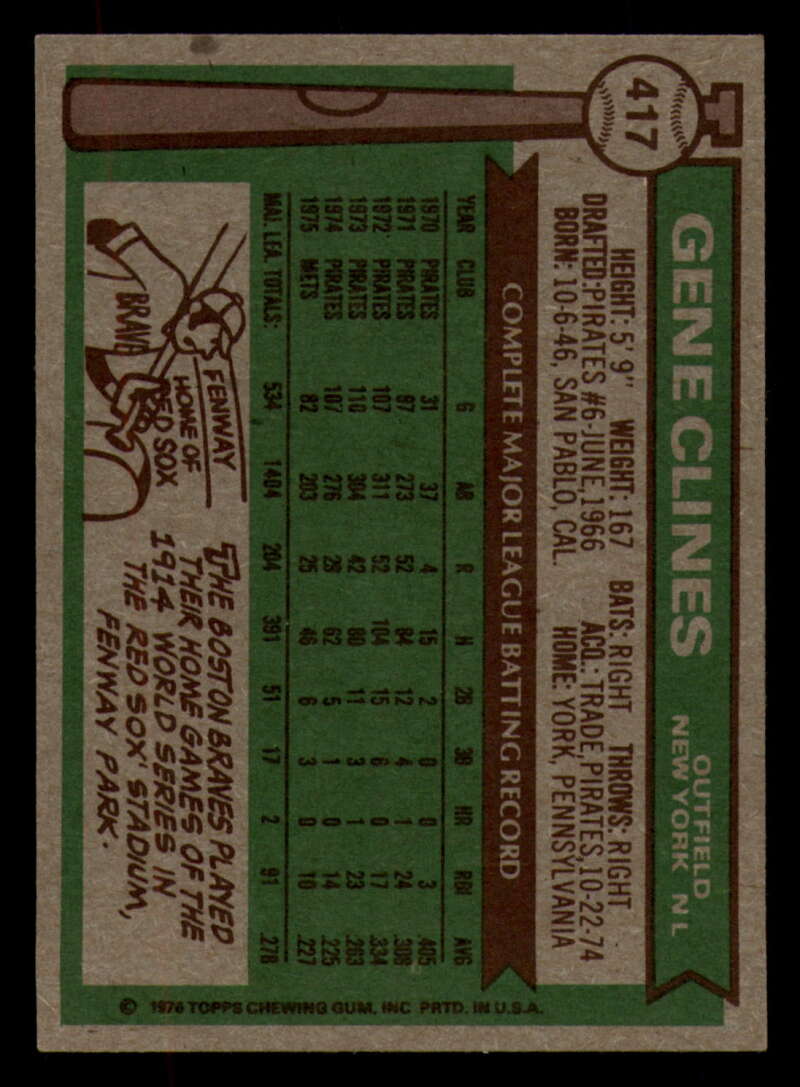 417
GENE CLINES
OUTFIELD
NEW YORK NL
HEIGHT: 5' 9" WEIGHT: 167 BATS: RIGHT THROWS: RIGHT
DRAFTED: PIRATES #6-JUNE, 1966 ACQ.: TRADE, PIRATES, 10-22-74
BORN: 10-6-46, SAN PABLO, CAL. HOME: YORK, PENNSYLVANIA
COMPLETE MAJOR LEAGUE BATTING RECORD
YEAR CLUB G AB R H 2B 3B HR RBI AVG
1970 PIRATES 31 37 4 15 2 0 0 3 .405
1971 PIRATES 97 273 52 84 12 4 1 24 .308
1972 PIRATES 107 311 52 104 15 6 0 17 .334
1973 PIRATES 110 304 42 80 11 3 1 23 .263
1974 PIRATES 107 276 29 62 5 1 0 14 .225
1975 METS 82 203 25 46 6 3 0 10 .227
MAJ. LEA. TOTALS: 534 1404 204 391 51 17 2 91 .278
BRAVE
FENWAY
HOME OF
RED SOX
THE BOSTON BRAVES PLAYED
THEIR HOME GAMES OF THE
1914 WORLD SERIES IN
THE RED SOX' STADIUM,
FENWAY PARK.
© 1976 TOPPS CHEWING GUM, INC PRTD. IN U.S.A.